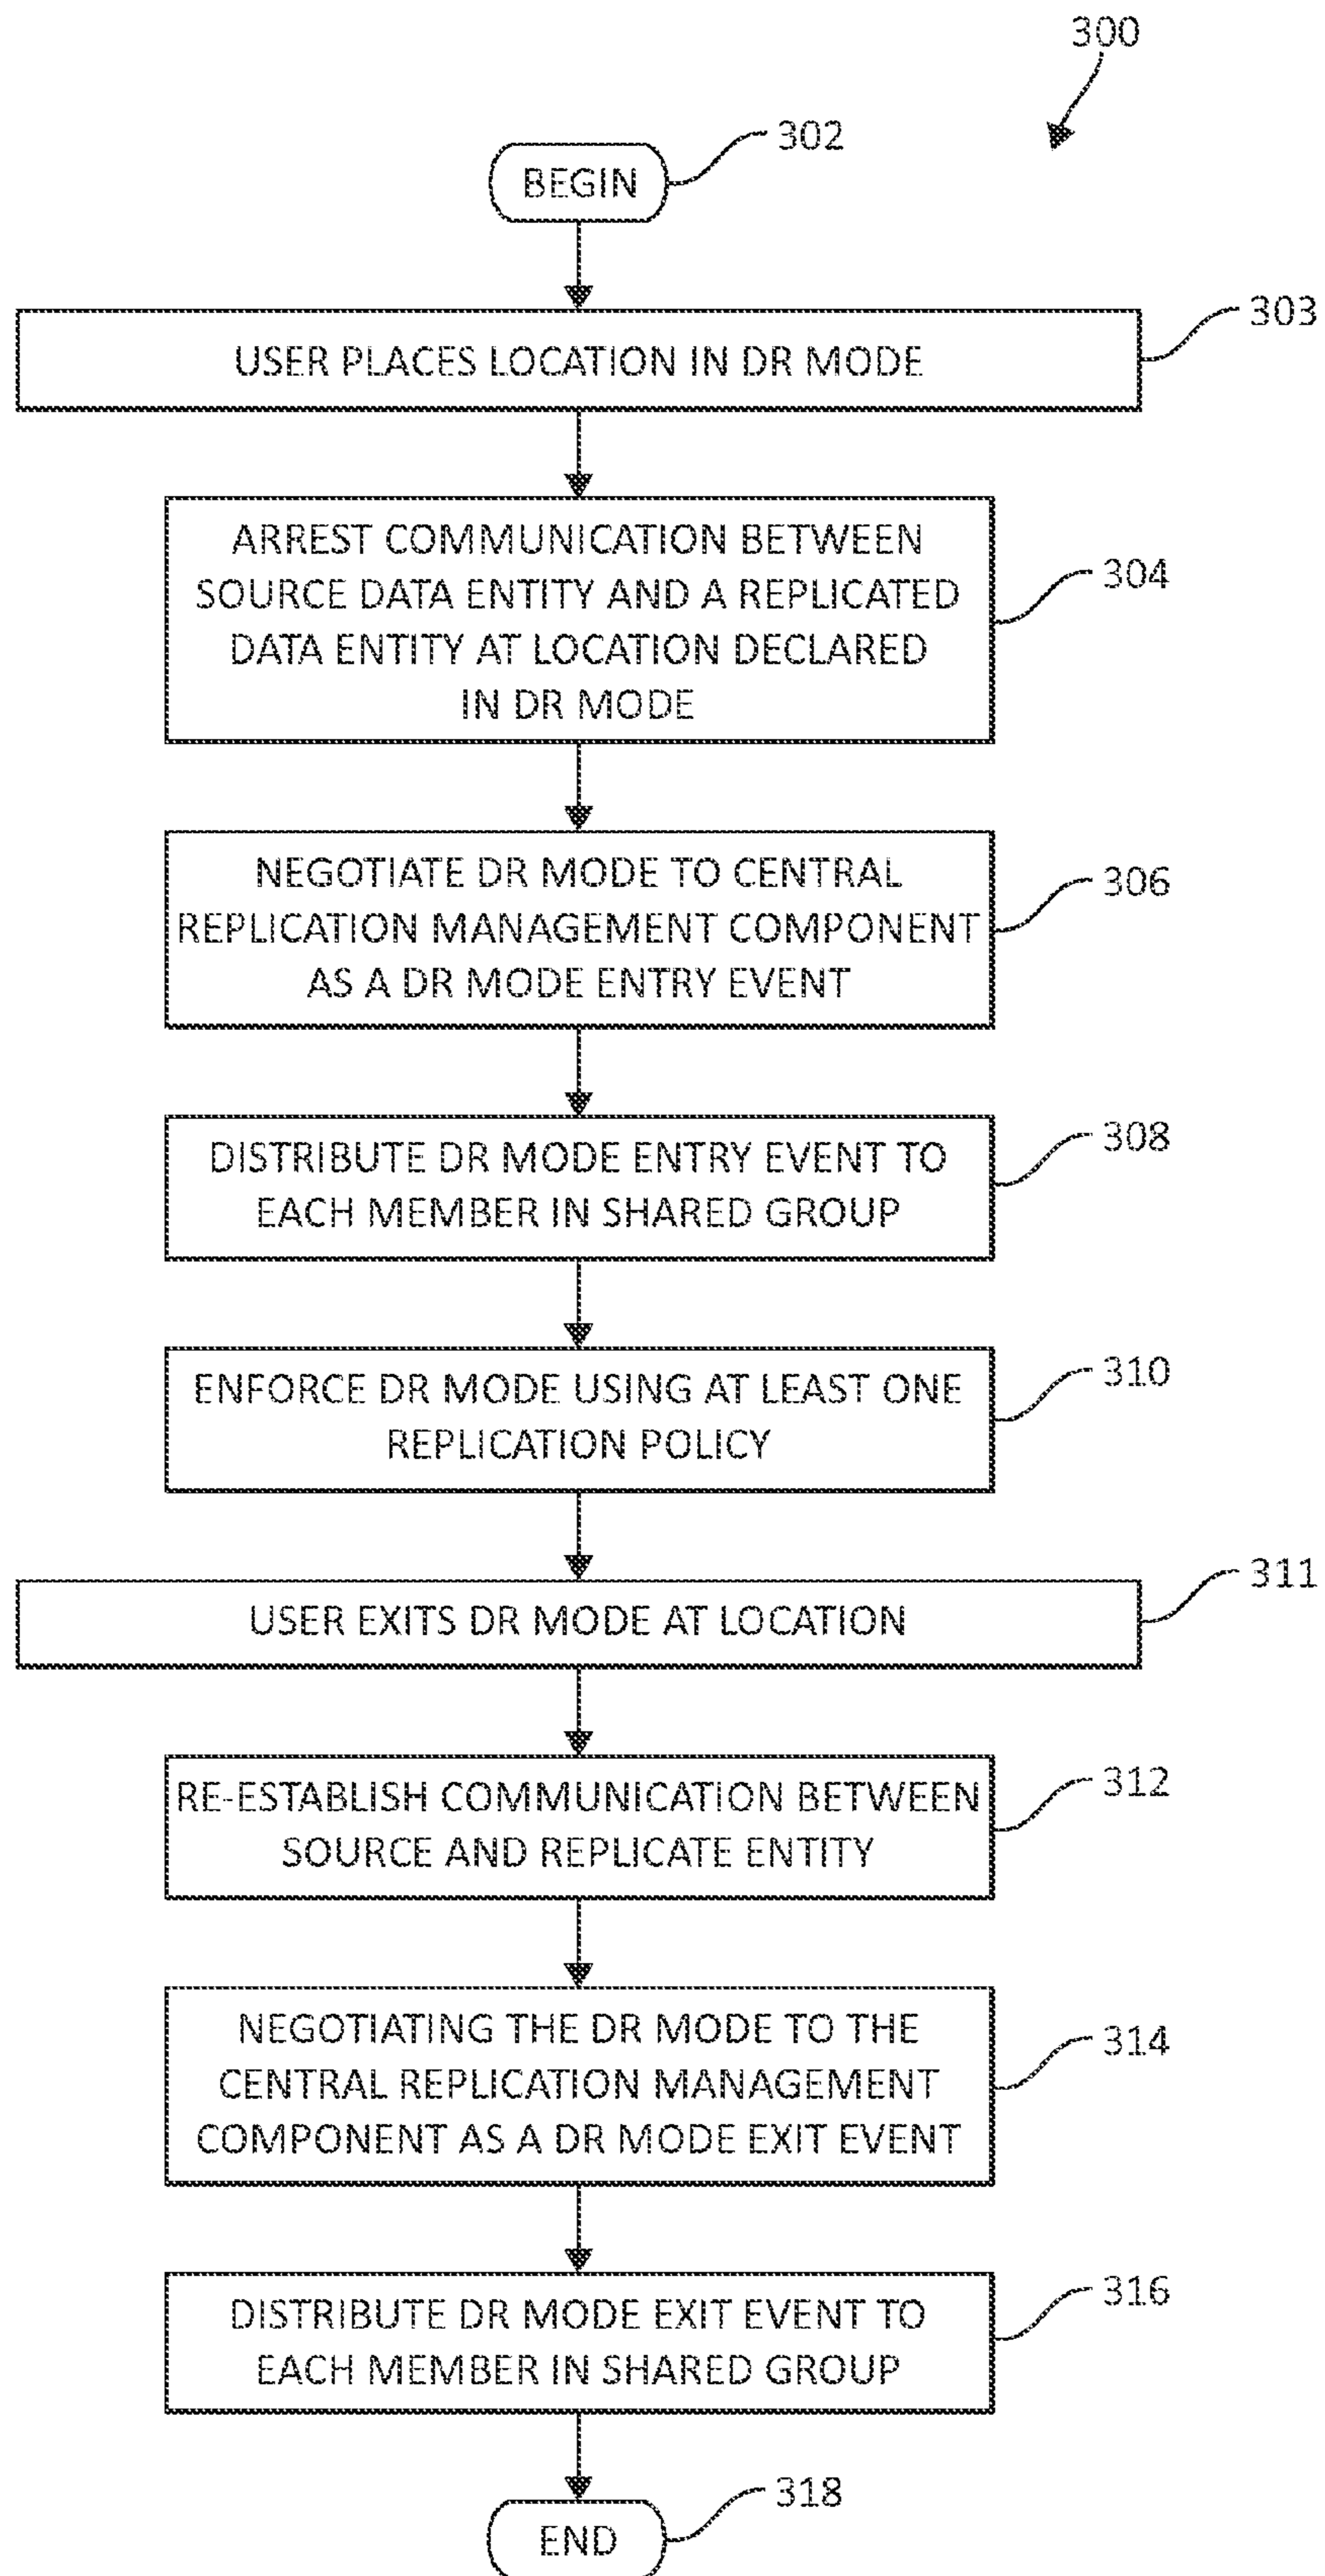 300
302
BEGIN
303
USER PLACES LOCATION IN DR MODE
ARREST COMMUNICATION BETWEEN
SOURCE DATA ENTITY AND A REPLICATED
DATA ENTITY AT LOCATION DECLARED
IN DR MODE
304
NEGOTIATE DR MODE TO CENTRAL
REPLICATION MANAGEMENT COMPONENT
AS A DR MODE ENTRY EVENT
306
DISTRIBUTE DR MODE ENTRY EVENT TO
EACH MEMBER IN SHARED GROUP
308
ENFORCE DR MODE USING AT LEAST ONE
REPLICATION POLICY
310
311
USER EXITS DR MODE AT LOCATION
RE-ESTABLISH COMMUNICATION BETWEEN
SOURCE AND REPLICATE ENTITY
312
NEGOTIATING THE DR MODE TO THE
CENTRAL REPLICATION MANAGEMENT
COMPONENT AS A DR MODE EXIT EVENT
314
DISTRIBUTE DR MODE EXIT EVENT TO
EACH MEMBER IN SHARED GROUP
316
318
END